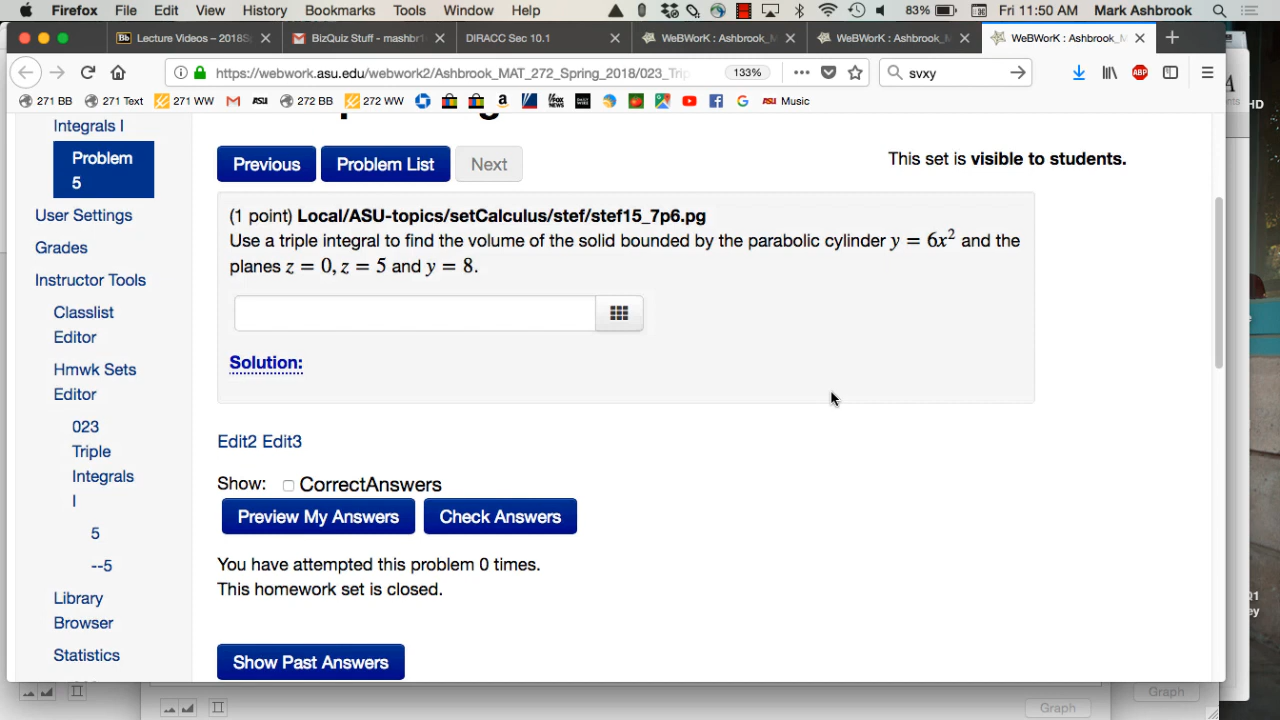 Firefox File Edit View History Bookmarks Tools Window Help 83% Fri 11:50 AM Mark Ashbrook
Lecture Videos – 2018S
Gmail BizQuiz Stuff - mashbr1
DIRACC Sec 10.1
WeBWorK : Ashbrook_M
WeBWorK : Ashbrook_M
WeBWorK : Ashbrook_M
https://webwork.asu.edu/webwork2/Ashbrook_MAT_272_Spring_2018/023_Trip
133%
svxy
271 BB 271 Text 271 WW ASU 272BB 272 WW ASU Music
Integrals I
Problem
5
User Settings
Grades
Instructor Tools
Classlist
Editor
Hmwk Sets
Editor
023
Triple
Integrals
I
5
--5
Library
Browser
Statistics
Previous Problem List Next
This set is visible to students.
(1 point) Local/ASU-topics/setCalculus/stef/stef15_7p6.pg
Use a triple integral to find the volume of the solid bounded by the parabolic cylinder y = 6x² and the
planes z = 0, z = 5 and y = 8.
Solution:
Edit2 Edit3
Show: CorrectAnswers
Preview My Answers Check Answers
You have attempted this problem 0 times.
This homework set is closed.
Show Past Answers
Graph
Graph